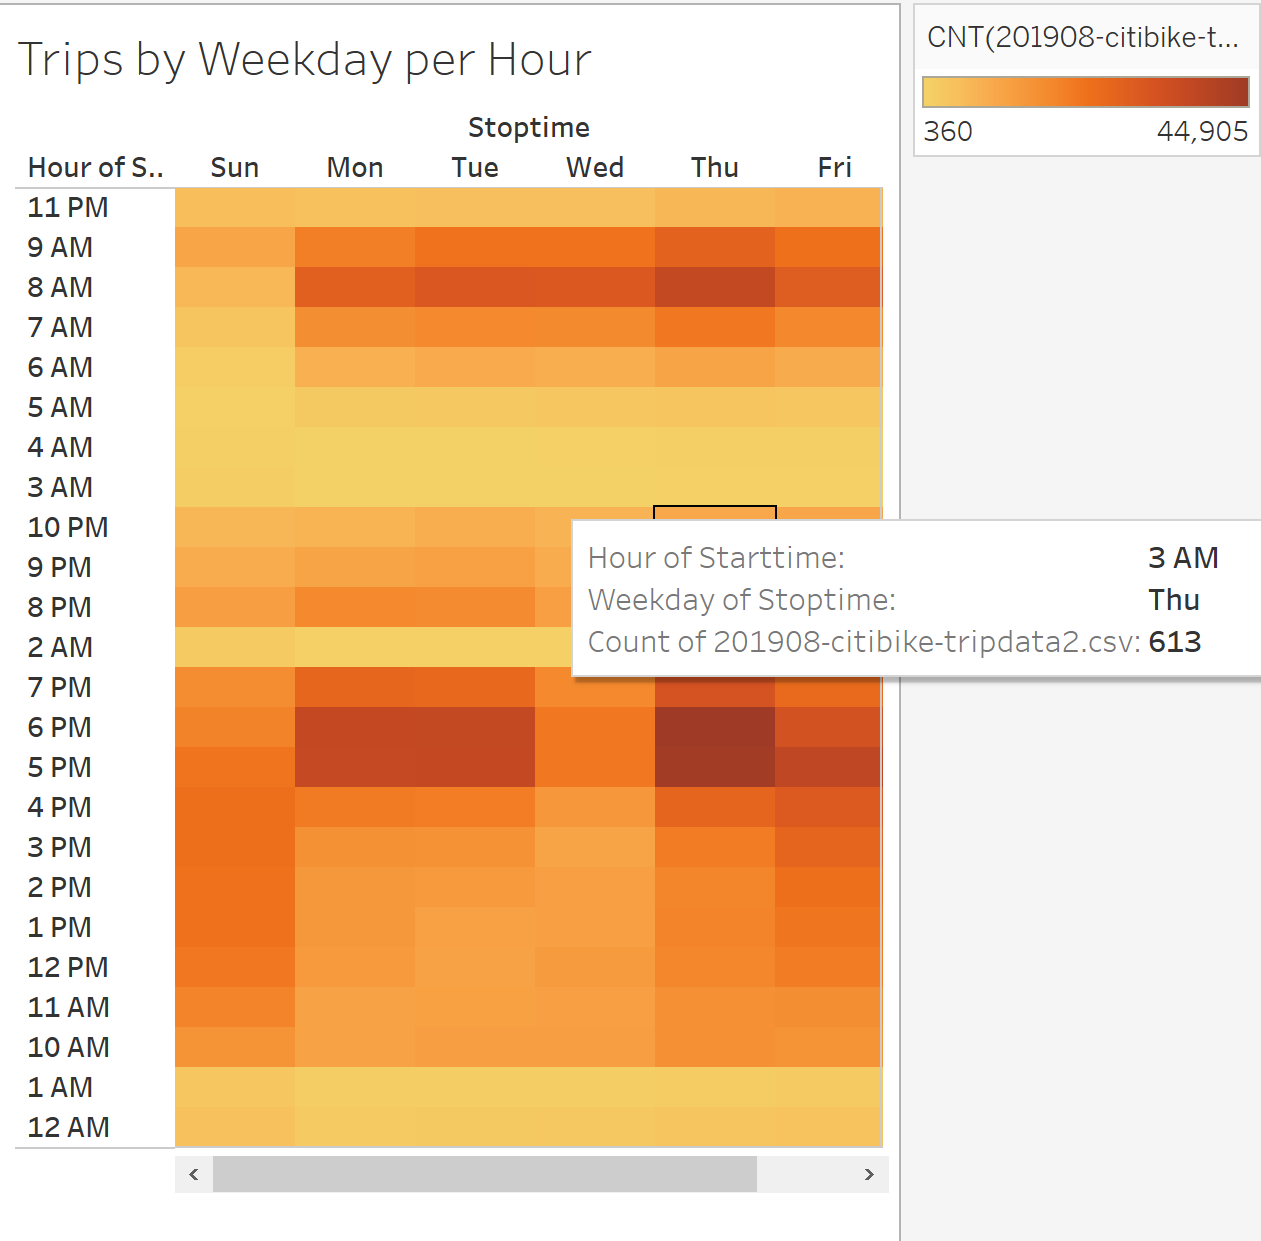 Trips by Weekday per Hour
CNT(201908-citibike-t...
360 44,905
Stoptime
Hour of S.. Sun Mon Tue Wed Thu Fri
11 PM
9 AM
8 AM
7 AM
6 AM
5 AM
4 AM
3 AM
10 PM
9 PM
8 PM
2 AM
7 PM
6 PM
5 PM
4 PM
3 PM
2 PM
1 PM
12 PM
11 AM
10 AM
1 AM
12 AM
Hour of Starttime: 3 AM
Weekday of Stoptime: Thu
Count of 201908-citibike-tripdata2.csv: 613